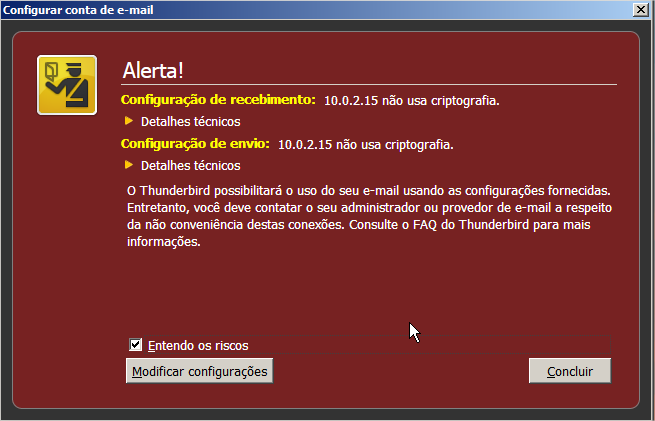 Configurar conta de e-mail
Alerta!
Configuração de recebimento: 10.0.2.15 não usa criptografia.
Detalhes técnicos
Configuração de envio: 10.0.2.15 não usa criptografia.
Detalhes técnicos
O Thunderbird possibilitará o uso do seu e-mail usando as configurações fornecidas.
Entretanto, você deve contatar o seu administrador ou provedor de e-mail a respeito
da não conveniência destas conexões. Consulte o FAQ do Thunderbird para mais
informações.
Entendo os riscos
Modificar configurações
Concluir